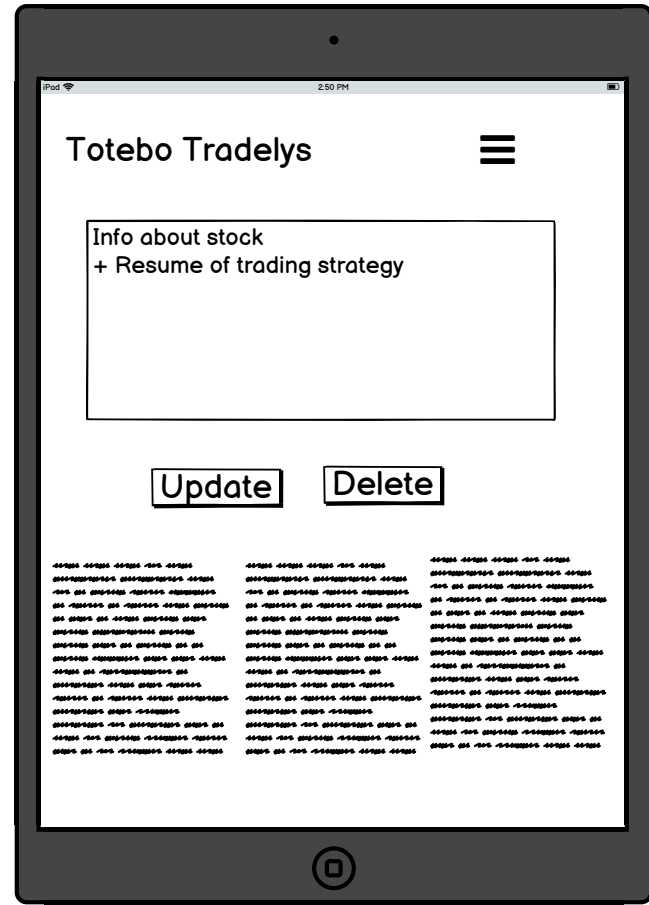 iPad
2:50 PM
Totebo Tradelys
Info about stock
+ Resume of trading strategy
Update
Delete